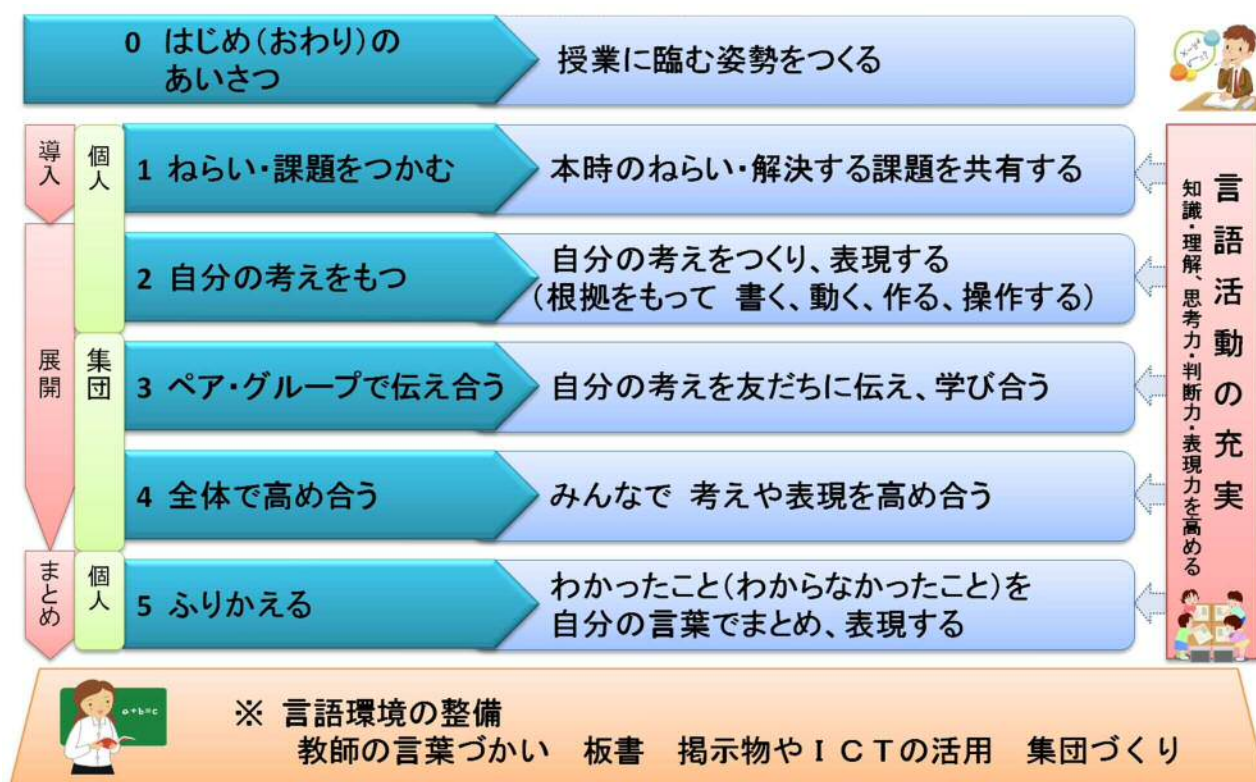 0 はじめ(おわり)の
あいさつ
授業に臨む姿勢をつくる
導入
個人
1 ねらい・課題をつかむ
本時のねらい・解決する課題を共有する
展開
2 自分の考えをもつ
自分の考えをつくり、表現する
(根拠をもって 書く、動く、作る、操作する)
集団
3 ペア・グループで伝え合う
自分の考えを友だちに伝え、学び合う
4 全体で高め合う
みんなで 考えや表現を高め合う
まとめ
個人
5 ふりかえる
わかったこと(わからなかったこと)を
自分の言葉でまとめ、表現する
言語活動の充実
知識・理解、思考力・判断力・表現力を高める
a+b=c
※ 言語環境の整備
教師の言葉づかい 板書 掲示物やICTの活用 集団づくり